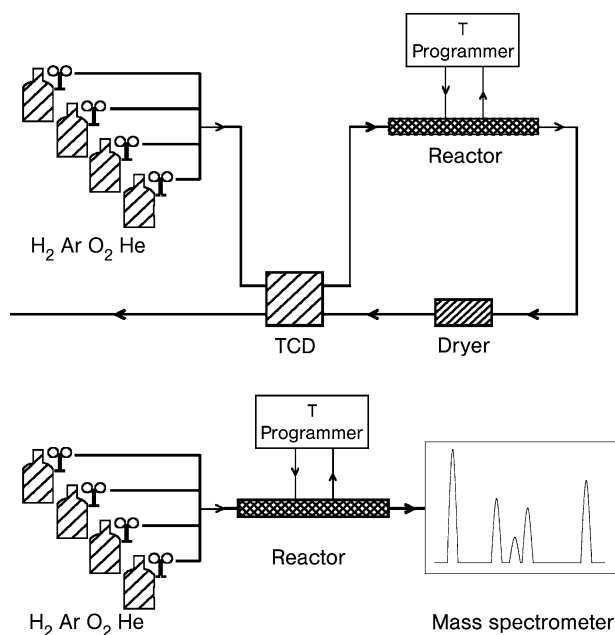 T
Programmer
Reactor
H₂ Ar O₂ He
TCD
Dryer
T
Programmer
Reactor
H₂ Ar O₂ He
Mass spectrometer